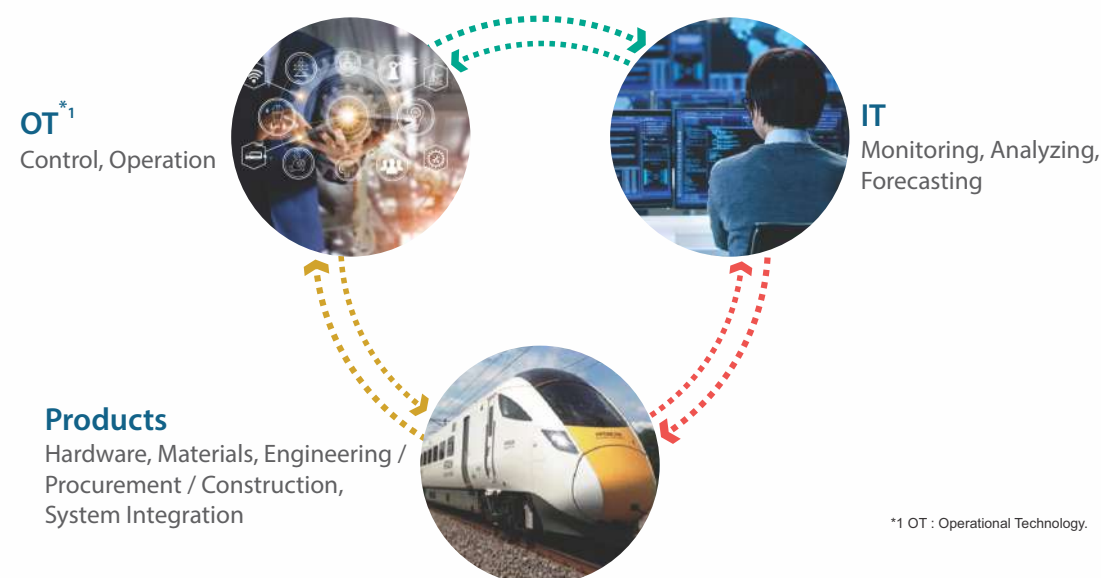 OT*1
Control, Operation
IT
Monitoring, Analyzing,
Forecasting
Products
Hardware, Materials, Engineering /
Procurement / Construction,
System Integration
*1 OT : Operational Technology.